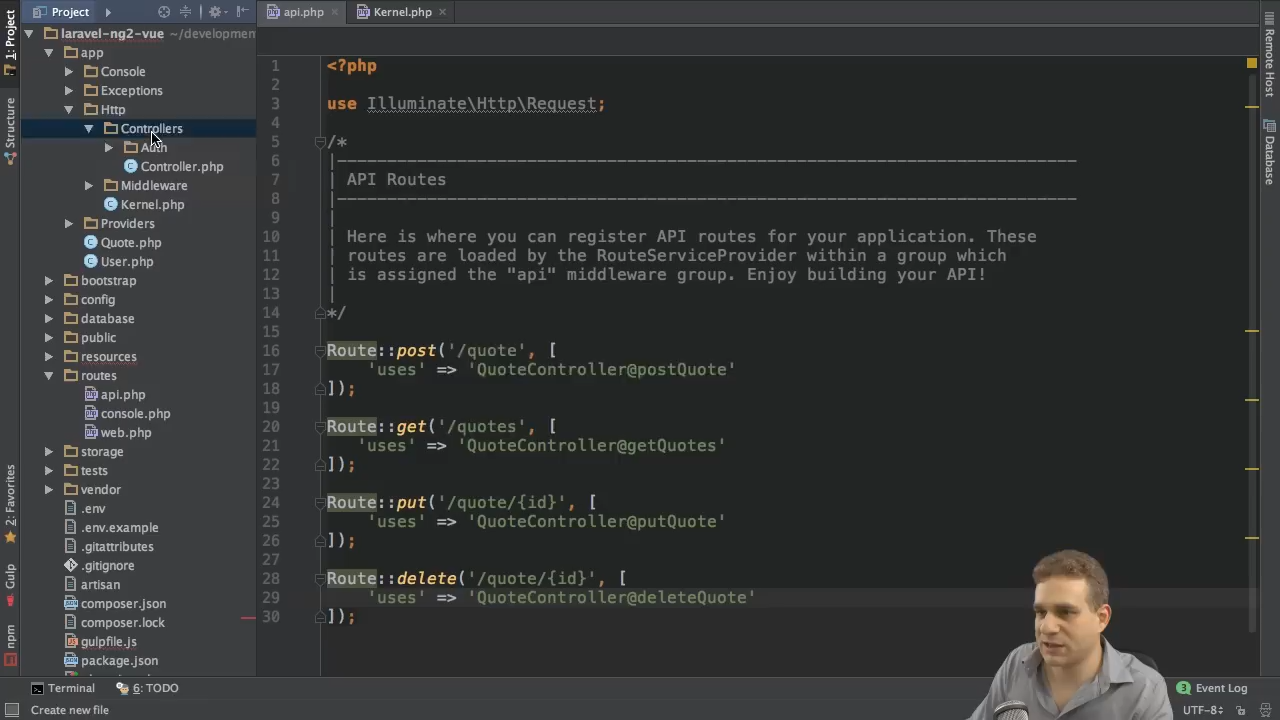 Project
api.php
Kernel.php
1: Project
Structure
2: Favorites
Gulp
npm
laravel-ng2-vue ~/developmen
app
Console
Exceptions
Http
Controllers
Auth
Controller.php
Middleware
Kernel.php
Providers
Quote.php
User.php
bootstrap
config
database
public
resources
routes
api.php
console.php
web.php
storage
tests
vendor
.env
.env.example
.gitattributes
.gitignore
artisan
composer.json
composer.lock
gulpfile.js
package.json
1 <?php
2
3 use Illuminate\Http\Request;
4
5 /*
6 |--------------------------------------------------------------------------
7 | API Routes
8 |--------------------------------------------------------------------------
9 |
10 | Here is where you can register API routes for your application. These
11 | routes are loaded by the RouteServiceProvider within a group which
12 | is assigned the "api" middleware group. Enjoy building your API!
13 |
14 */
15
16 Route::post('/quote', [
17 'uses' => 'QuoteController@postQuote'
18 ]);
19
20 Route::get('/quotes', [
21 'uses' => 'QuoteController@getQuotes'
22 ]);
23
24 Route::put('/quote/{id}', [
25 'uses' => 'QuoteController@putQuote'
26 ]);
27
28 Route::delete('/quote/{id}', [
29 'uses' => 'QuoteController@deleteQuote'
30 ]);
Remote Host
Database
Terminal
6: TODO
3 Event Log
Create new file
UTF-8